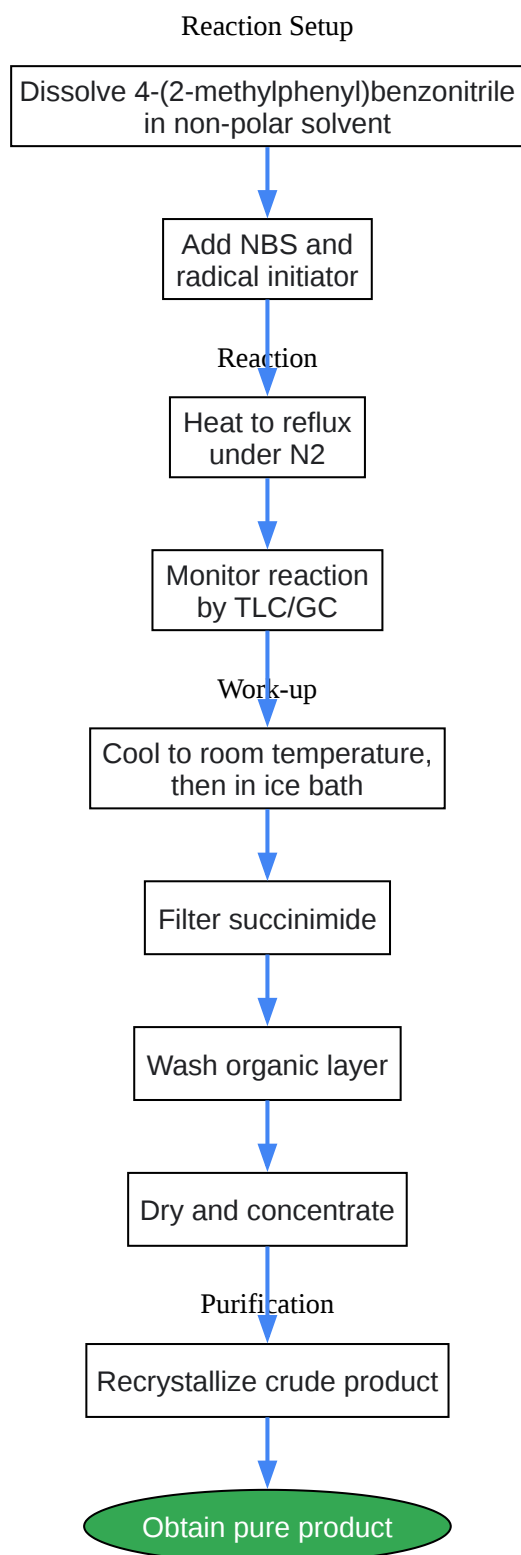 Reaction Setup
Dissolve 4-(2-methylphenyl)benzonitrile
in non-polar solvent
Add NBS and
radical initiator
Reaction
Heat to reflux
under N2
Monitor reaction
by TLC/GC
Work-up
Cool to room temperature,
then in ice bath
Filter succinimide
Wash organic layer
Dry and concentrate
Purification
Recrystallize crude product
Obtain pure product